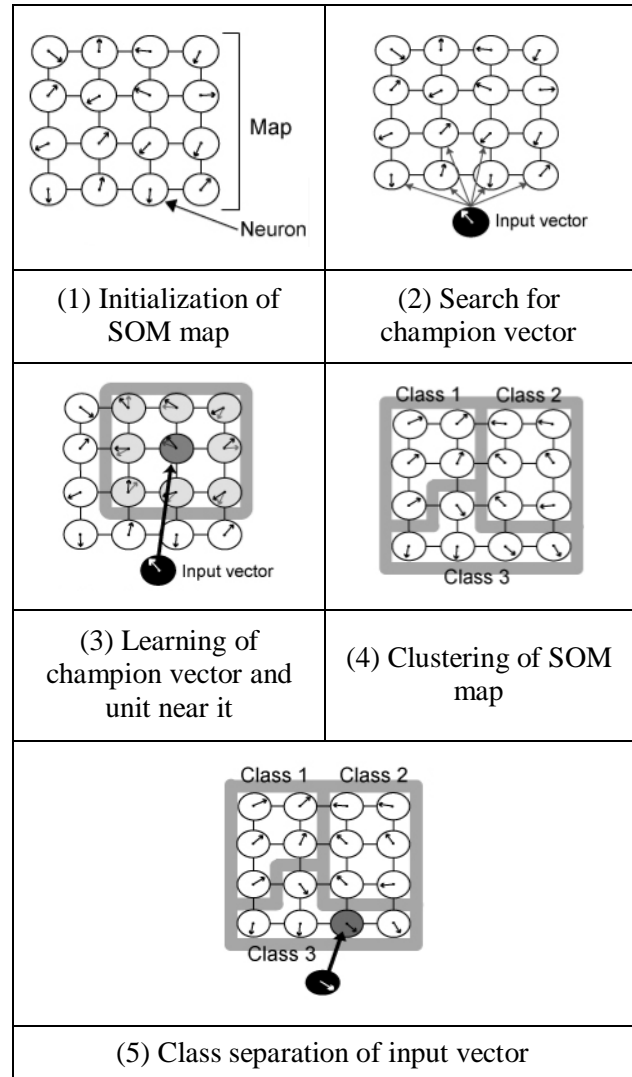 Map
Neuron
Input vector
(1) Initialization of
SOM map
(2) Search for
champion vector
Input vector
Class 1
Class 2
Class 3
(3) Learning of
champion vector and
unit near it
(4) Clustering of SOM
map
Class 1
Class 2
Class 3
(5) Class separation of input vector